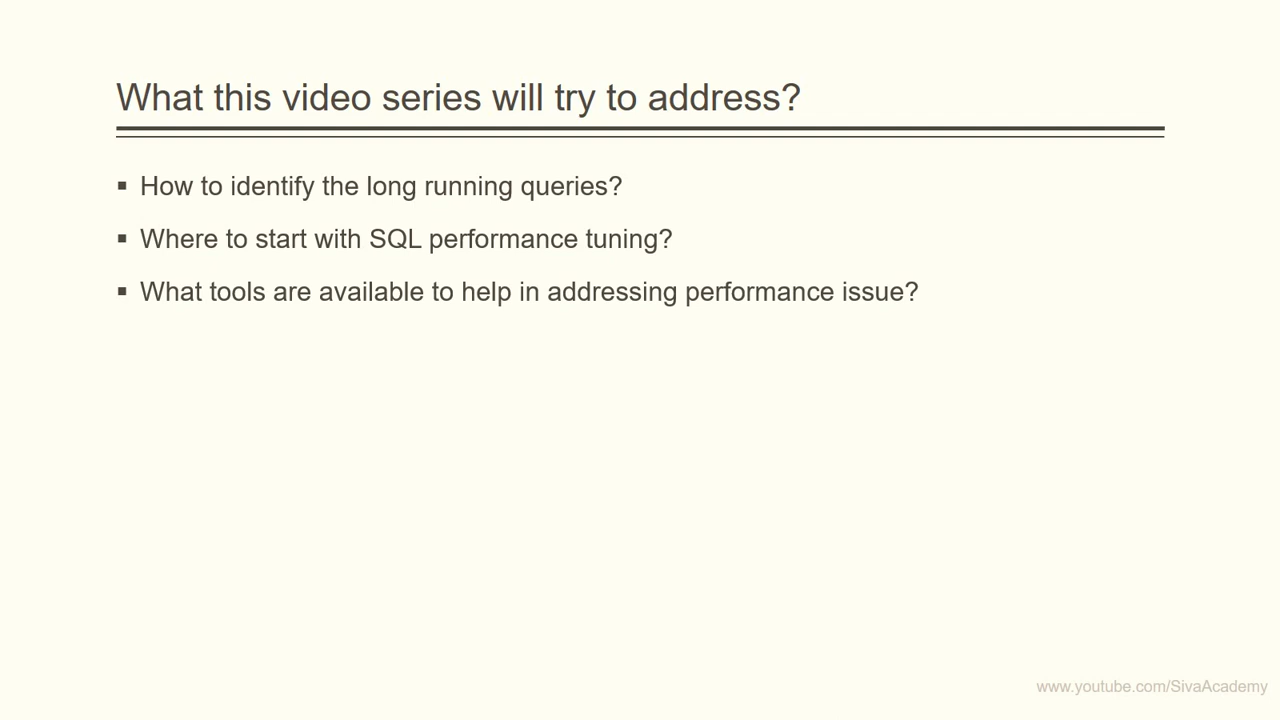 What this video series will try to address?
▪ How to identify the long running queries?
▪ Where to start with SQL performance tuning?
▪ What tools are available to help in addressing performance issue?
www.youtube.com/SivaAcademy